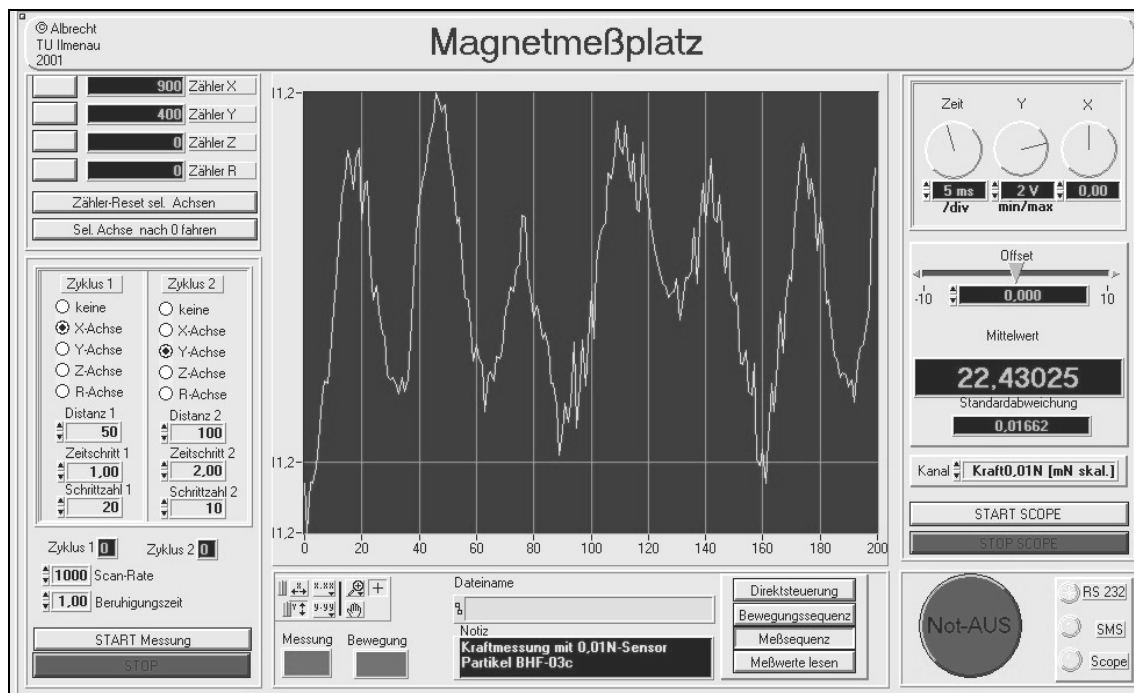 © Albrecht
TU Ilmenau
2001
Magnetmeßplatz
900 Zähler X
400 Zähler Y
0 Zähler Z
0 Zähler R
Zähler-Reset sel. Achsen
Sel. Achse nach 0 fahren
Zyklus 1 Zyklus 2
keine keine
X-Achse X-Achse
Y-Achse Y-Achse
Z-Achse Z-Achse
R-Achse R-Achse
Distanz 1 Distanz 2
50 100
Zeitschritt 1 Zeitschritt 2
1,00 2,00
Schrittzahl 1 Schrittzahl 2
20 10
Zyklus 1 0 Zyklus 2 0
1000 Scan-Rate
1,00 Beruhigungszeit
START Messung
STOP
11,2
11,2
11,2
0 20 40 60 80 100 120 140 160 180 200
x.xx
y.yy
Messung Bewegung
Dateiname
Notiz
Kraftmessung mit 0,01N-Sensor
Partikel BHF-03c
Direktsteuerung
Bewegungssequenz
Meßsequenz
Meßwerte lesen
Zeit Y X
5 ms 2 V 0,00
/div min/max
Offset
-10 0,000 10
Mittelwert
22,43025
Standardabweichung
0,01662
Kanal Kraft0,01N [mN skal.]
START SCOPE
STOP SCOPE
Not-AUS
RS 232
SMS
Scope